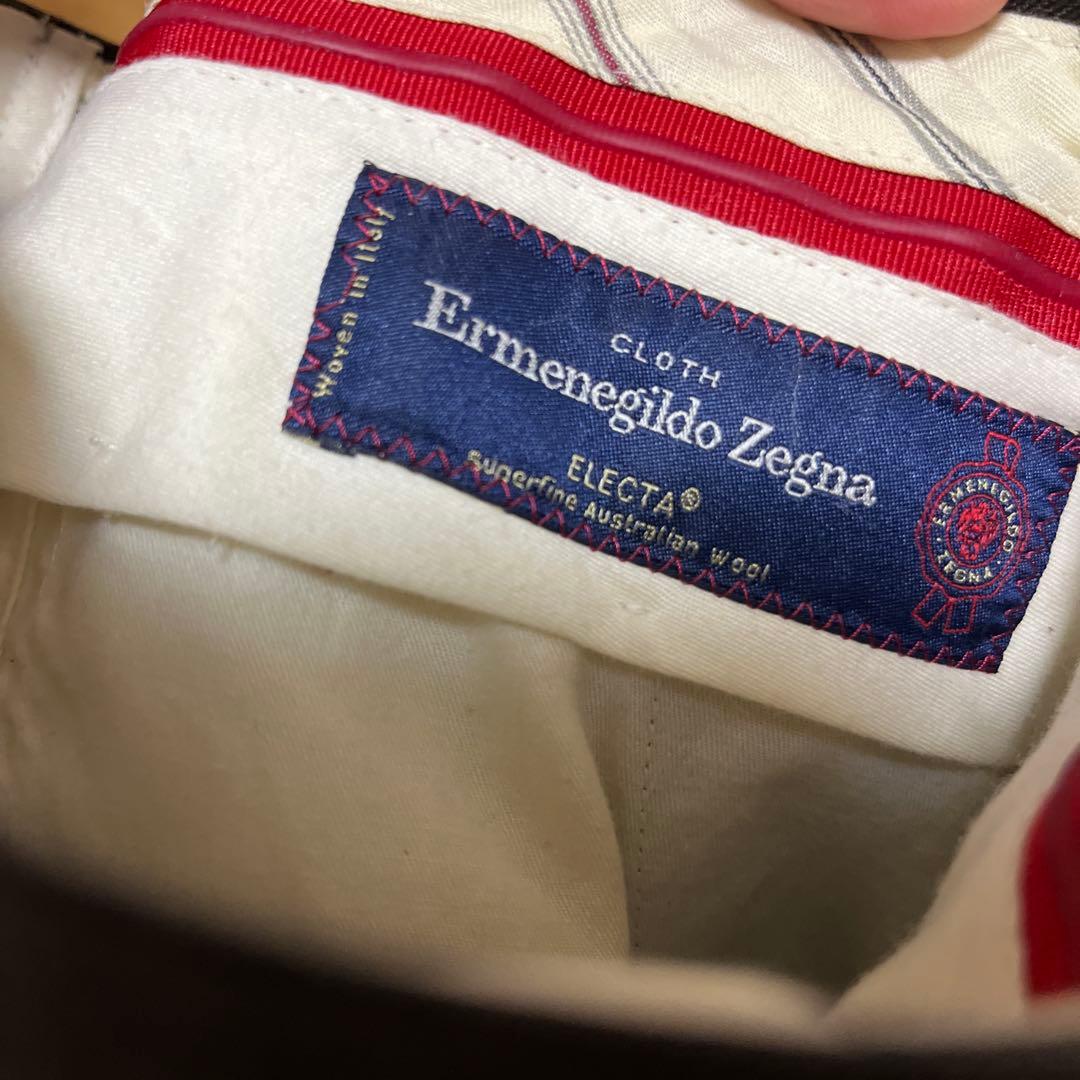 Woven in Italy
CLOTH
Ermenegildo Zegna
ELECTA®
superfine Australian wool
ERMENEGILDO
ZEGNA